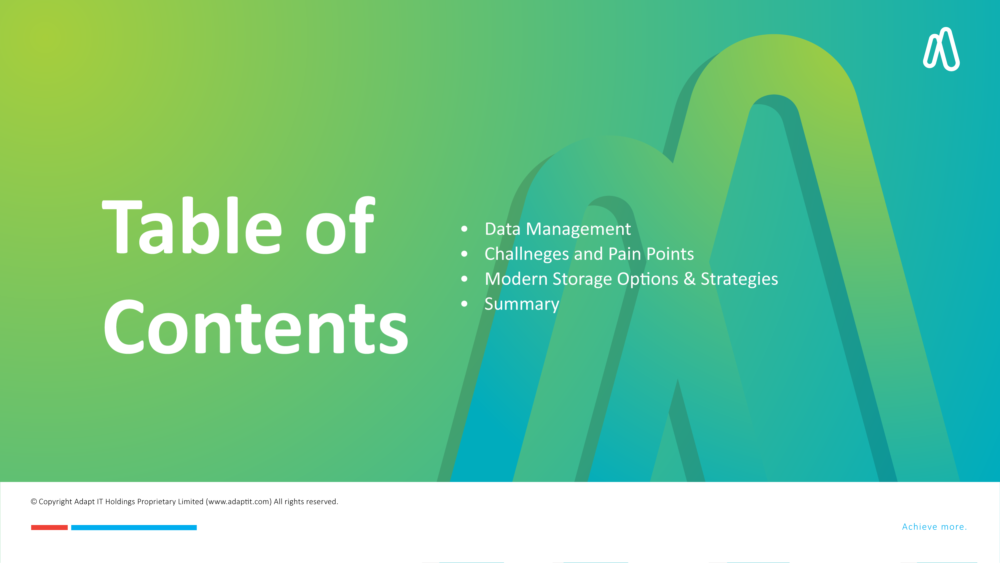 Table of
Contents
• Data Management
• Challneges and Pain Points
• Modern Storage Options & Strategies
• Summary
© Copyright Adapt IT Holdings Proprietary Limited (www.adaptit.com) All rights reserved.
Achieve more.